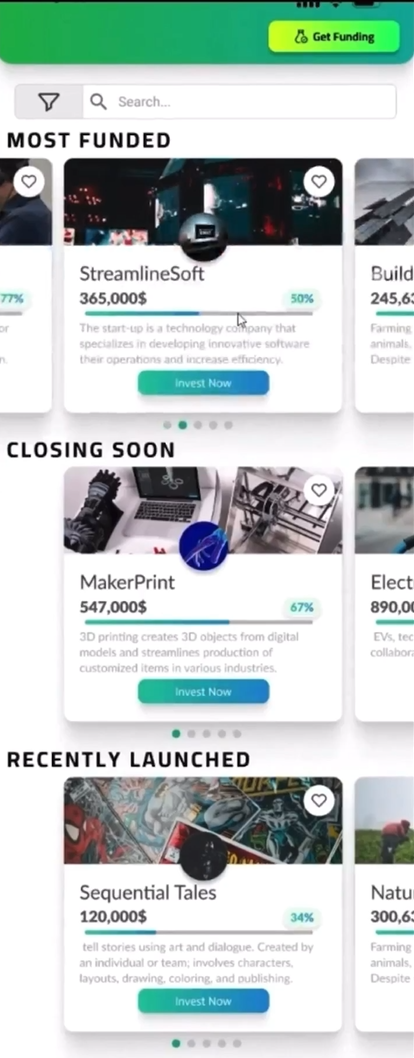 Get Funding
Search...
MOST FUNDED
77%
or
n.
StreamlineSoft
365,000$
50%
The start-up is a technology company that
specializes in developing innovative software
their operations and increase efficiency.
Invest Now
Build
245,63
Farming
animals,
Despite
CLOSING SOON
MakerPrint
547,000$
67%
3D printing creates 3D objects from digital
models and streamlines production of
customized items in various industries.
Invest Now
Elect
890,00
EVs, tec
collabora
RECENTLY LAUNCHED
Sequential Tales
120,000$
34%
tell stories using art and dialogue. Created by
an individual or team; involves characters,
layouts, drawing, coloring, and publishing.
Invest Now
Natu
300,63
Farming
animals,
Despite